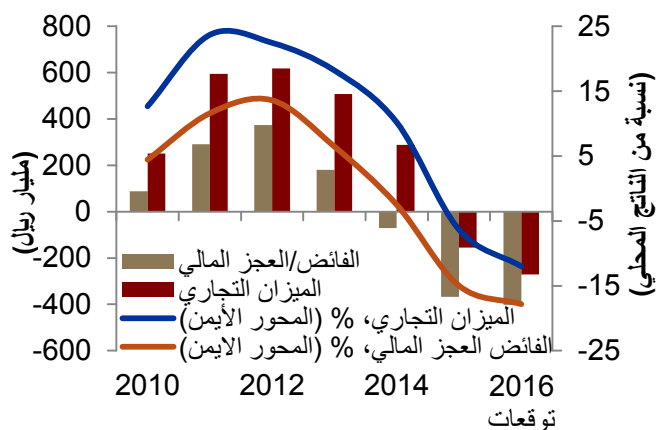 800
600
400
200
0
-200
-400
-600
(مليار ريال)
25
15
5
-5
-15
-25
(نسبة من الناتج المحلي)
الفائض/العجز المالي
الميزان التجاري
الميزان التجاري، % (المحور الأيمن)
الفائض العجز المالي، % (المحور الايمن)
2010 2012 2014 2016
توقعات